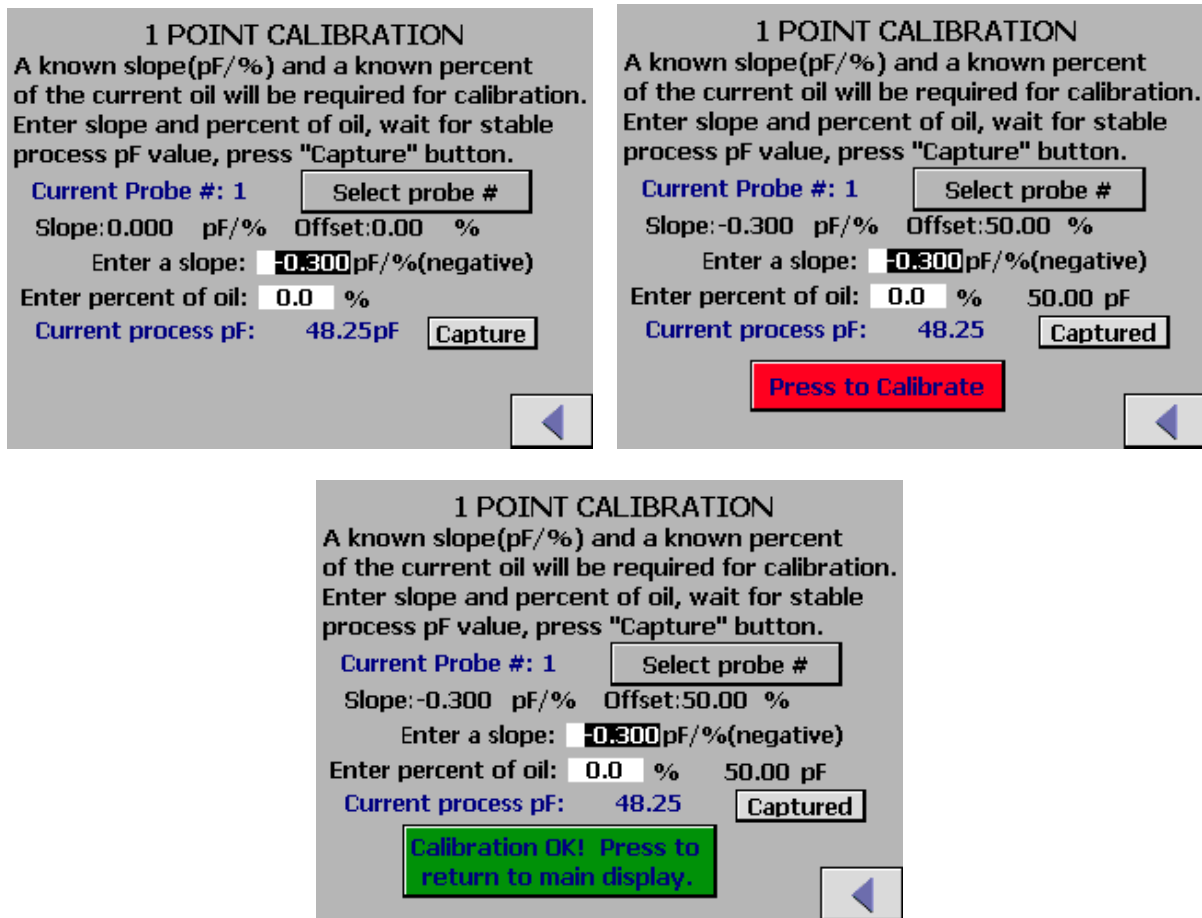 1 POINT CALIBRATION
A known slope(pF/%) and a known percent
of the current oil will be required for calibration.
Enter slope and percent of oil, wait for stable
process pF value, press "Capture" button.
Current Probe #: 1 Select probe #
Slope:0.000 pF/% Offset:0.00 %
Enter a slope: -0.300pF/%(negative)
Enter percent of oil: 0.0 %
Current process pF: 48.25pF Capture
1 POINT CALIBRATION
A known slope(pF/%) and a known percent
of the current oil will be required for calibration.
Enter slope and percent of oil, wait for stable
process pF value, press "Capture" button.
Current Probe #: 1 Select probe #
Slope:-0.300 pF/% Offset:50.00 %
Enter a slope: -0.300pF/%(negative)
Enter percent of oil: 0.0 % 50.00 pF
Current process pF: 48.25 Captured
Press to Calibrate
1 POINT CALIBRATION
A known slope(pF/%) and a known percent
of the current oil will be required for calibration.
Enter slope and percent of oil, wait for stable
process pF value, press "Capture" button.
Current Probe #: 1 Select probe #
Slope:-0.300 pF/% Offset:50.00 %
Enter a slope: -0.300pF/%(negative)
Enter percent of oil: 0.0 % 50.00 pF
Current process pF: 48.25 Captured
Calibration OK! Press to
return to main display.